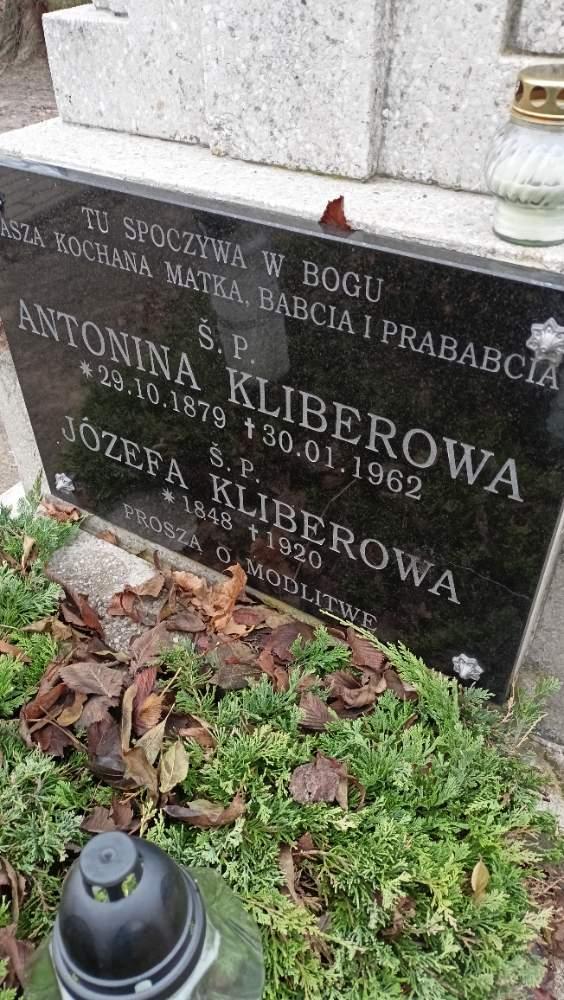 TU SPOCZYWA W BOGU
ASZA KOCHANA MATKA, BABCIA I PRABABCIA
Ś. P.
ANTONINA KLIBEROWA
*29.10.1879 †30.01.1962
Ś. P.
JÓZEFA KLIBEROWA
* 1848 † 1920
PROSZĄ O MODLITWĘ